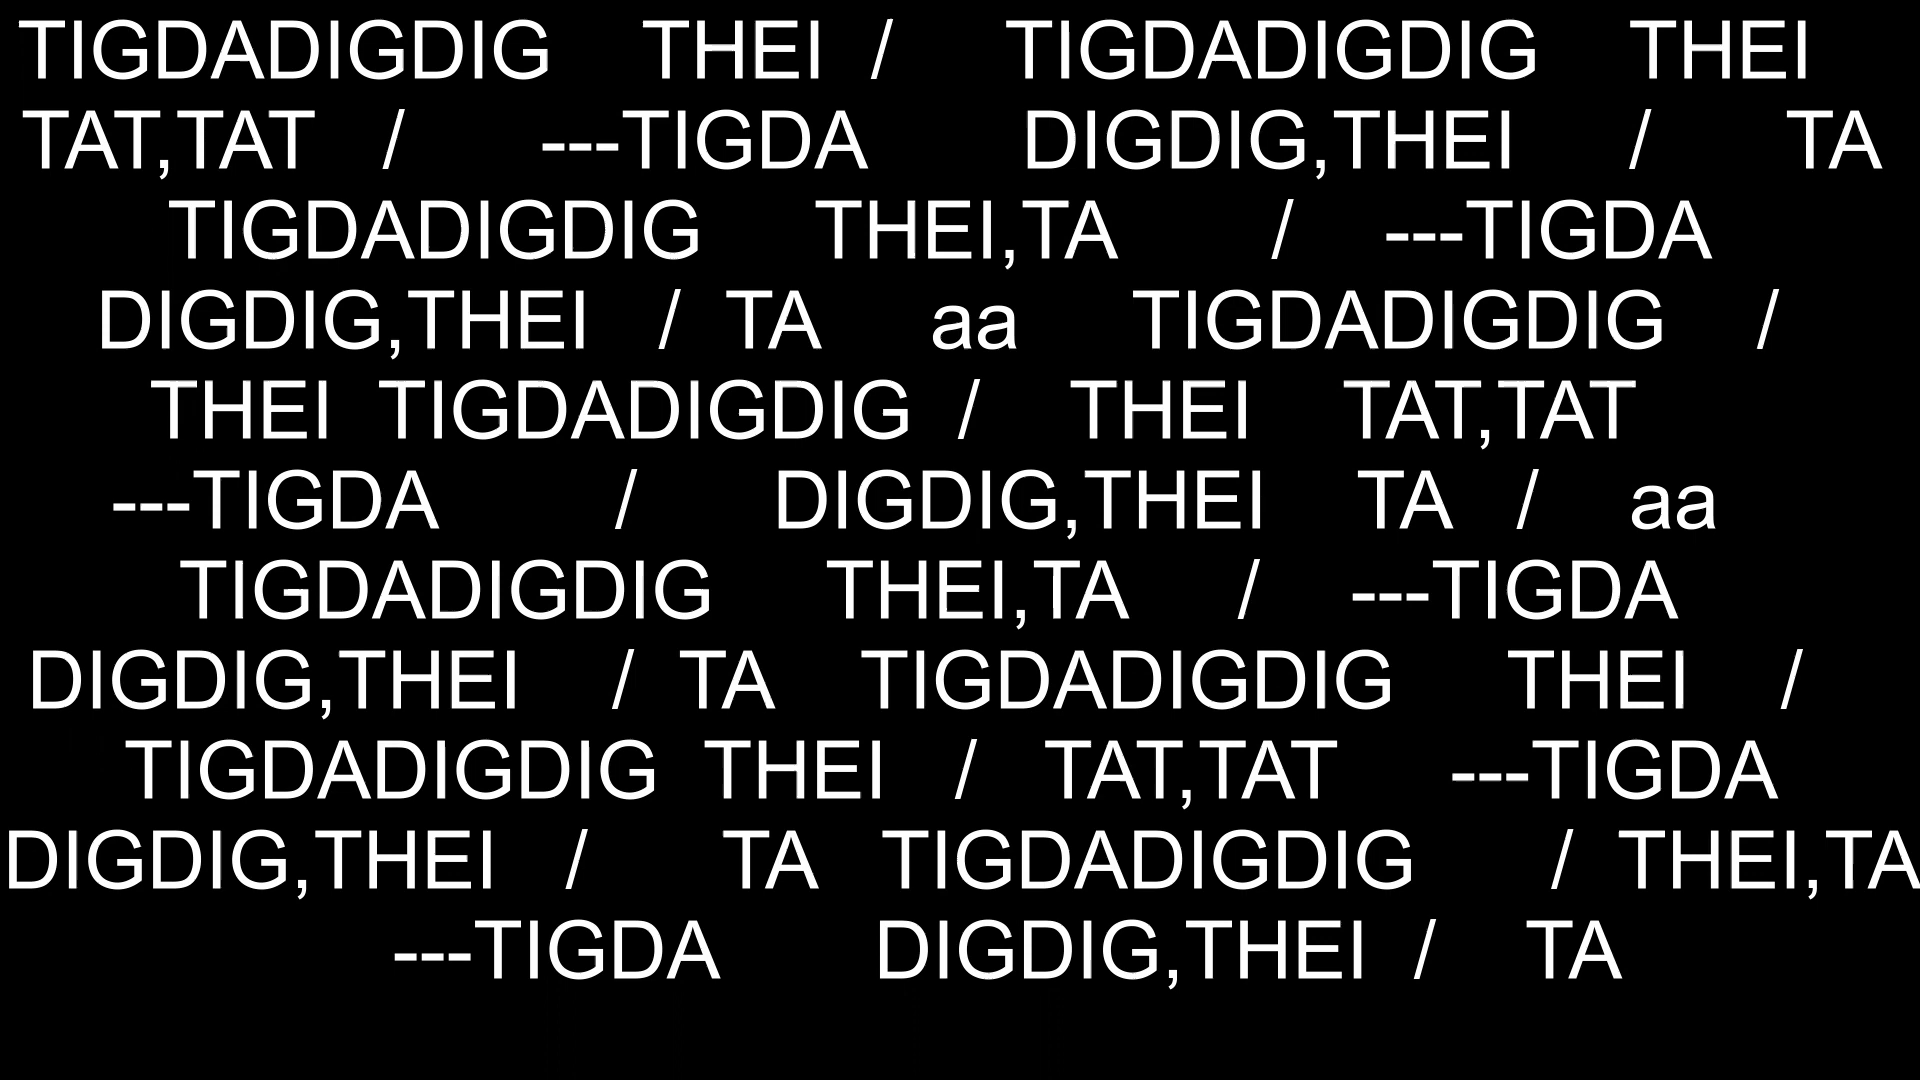 TIGDADIGDIG THEI / TIGDADIGDIG THEI
TAT,TAT / ---TIGDA DIGDIG,THEI / TA
TIGDADIGDIG THEI,TA / ---TIGDA
DIGDIG,THEI / TA aa TIGDADIGDIG /
THEI TIGDADIGDIG / THEI TAT,TAT
---TIGDA / DIGDIG,THEI TA / aa
TIGDADIGDIG THEI,TA / ---TIGDA
DIGDIG,THEI / TA TIGDADIGDIG THEI /
TIGDADIGDIG THEI / TAT,TAT ---TIGDA
DIGDIG,THEI / TA TIGDADIGDIG / THEI,TA
---TIGDA DIGDIG,THEI / TA